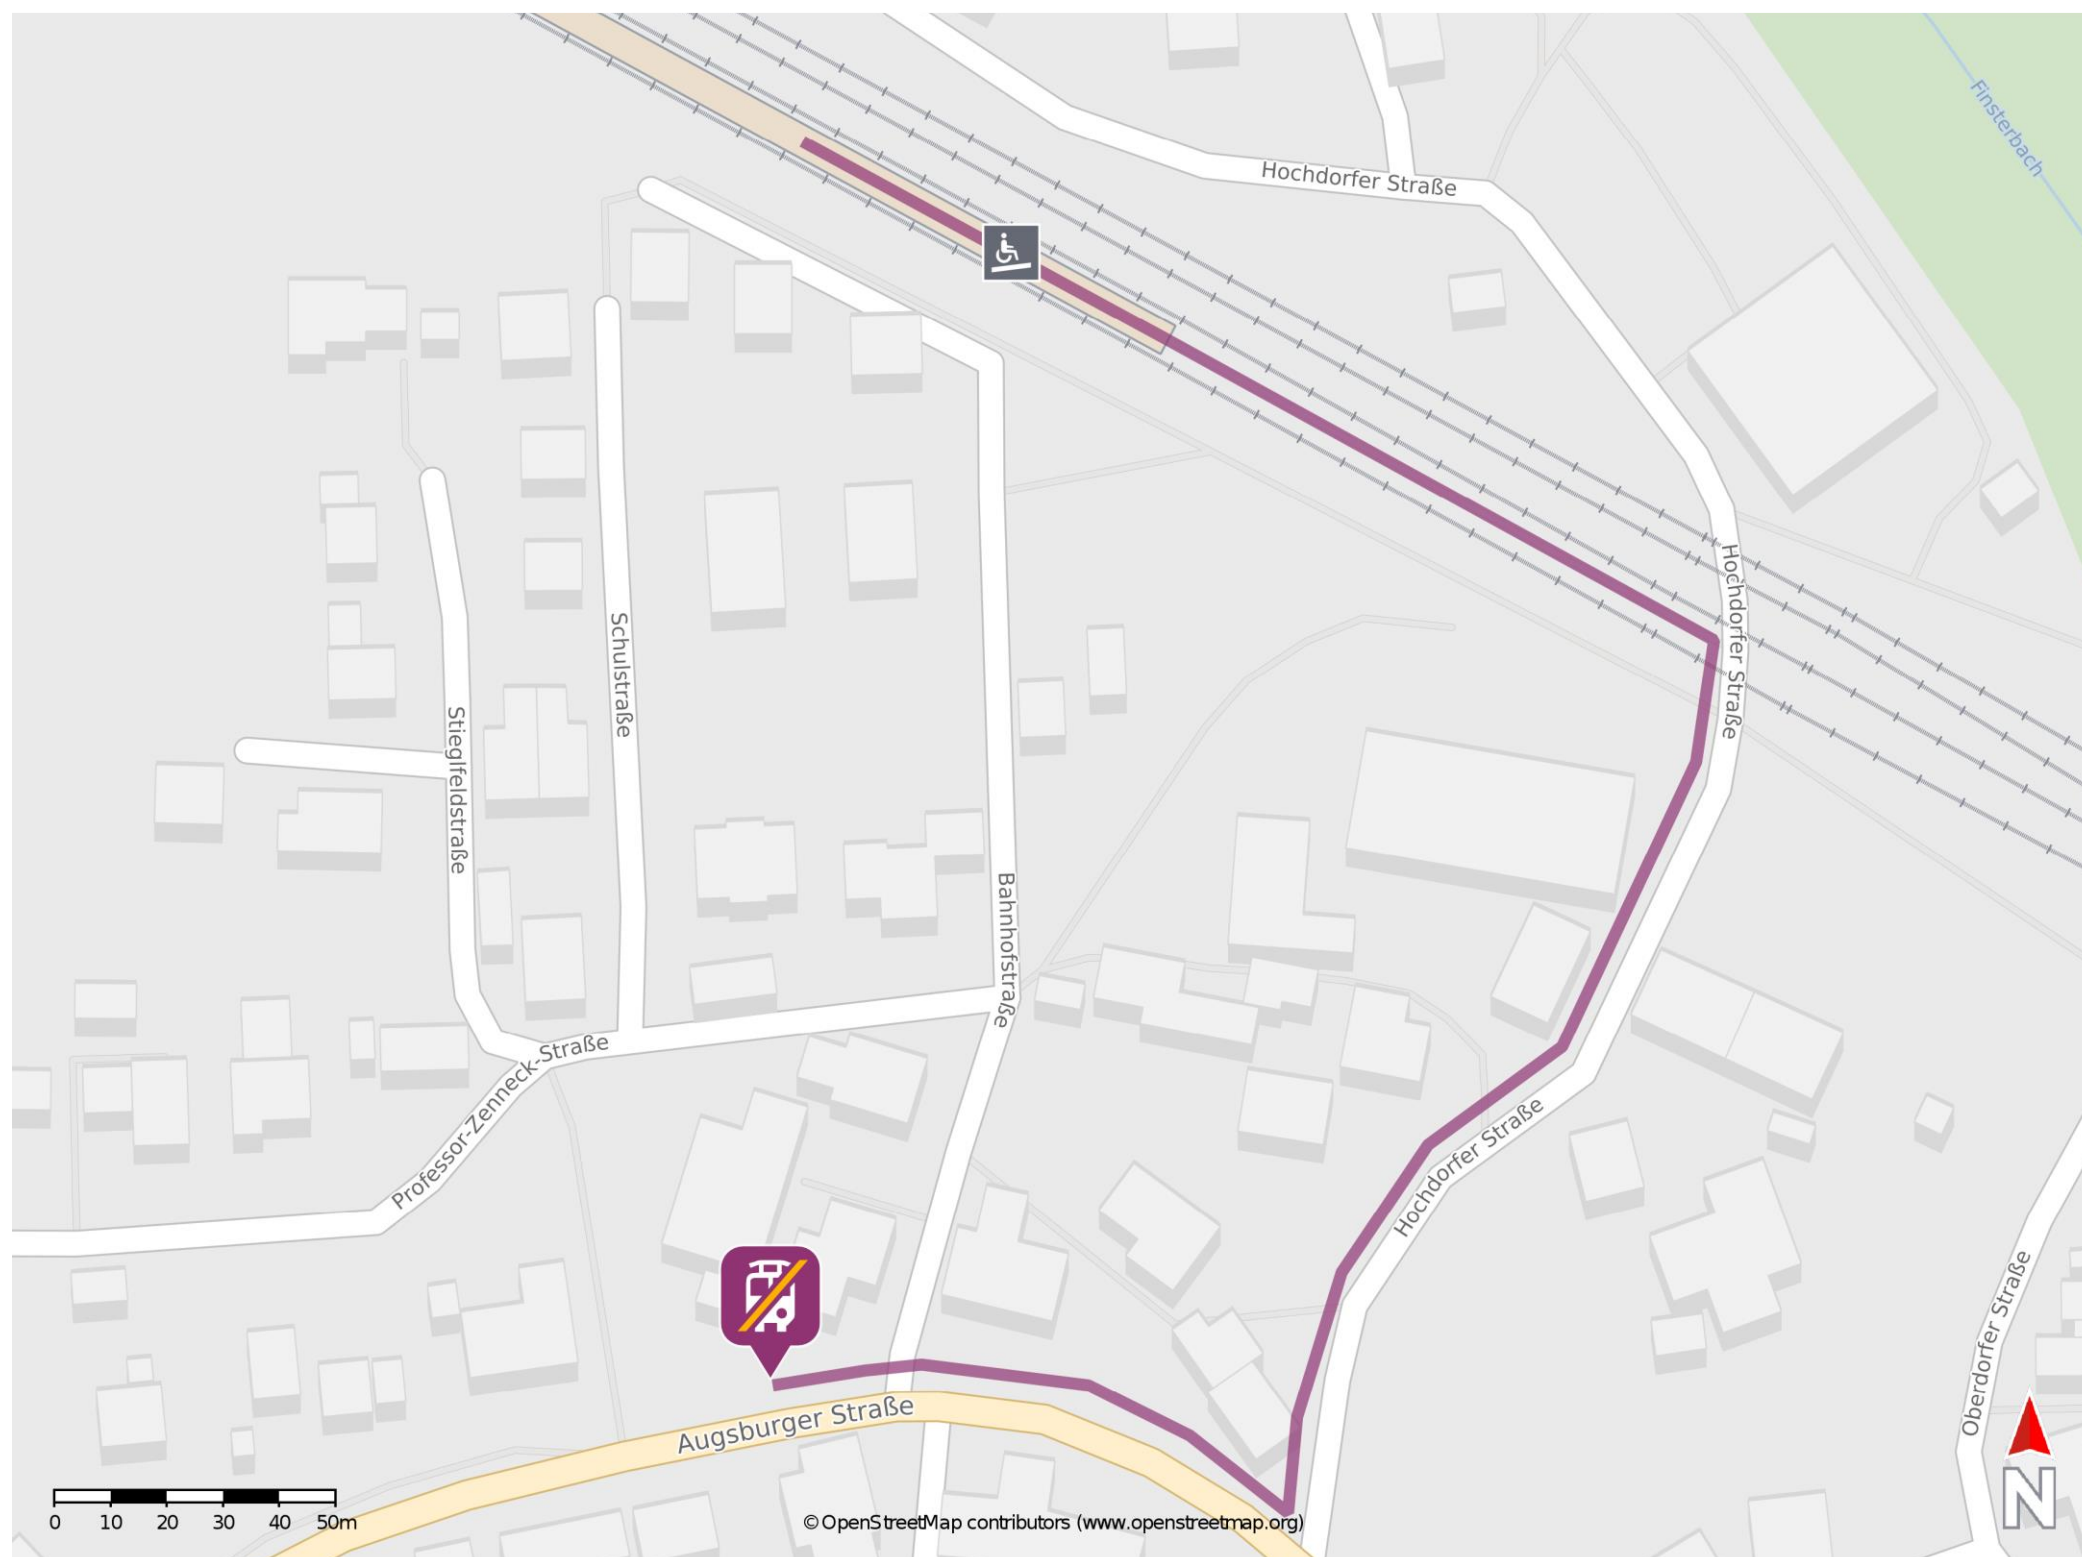 Finsterbach
Hochdorfer Straße
Hochdorfer Straße
Schulstraße
Stieglfeldstraße
Bahnhofstraße
Professor-Zenneck-Straße
Hochdorfer Straße
Oberdorfer Straße
Augsburger Straße
N
0 10 20 30 40 50m
©OpenStreetMap contributors (www.openstreetmap.org)